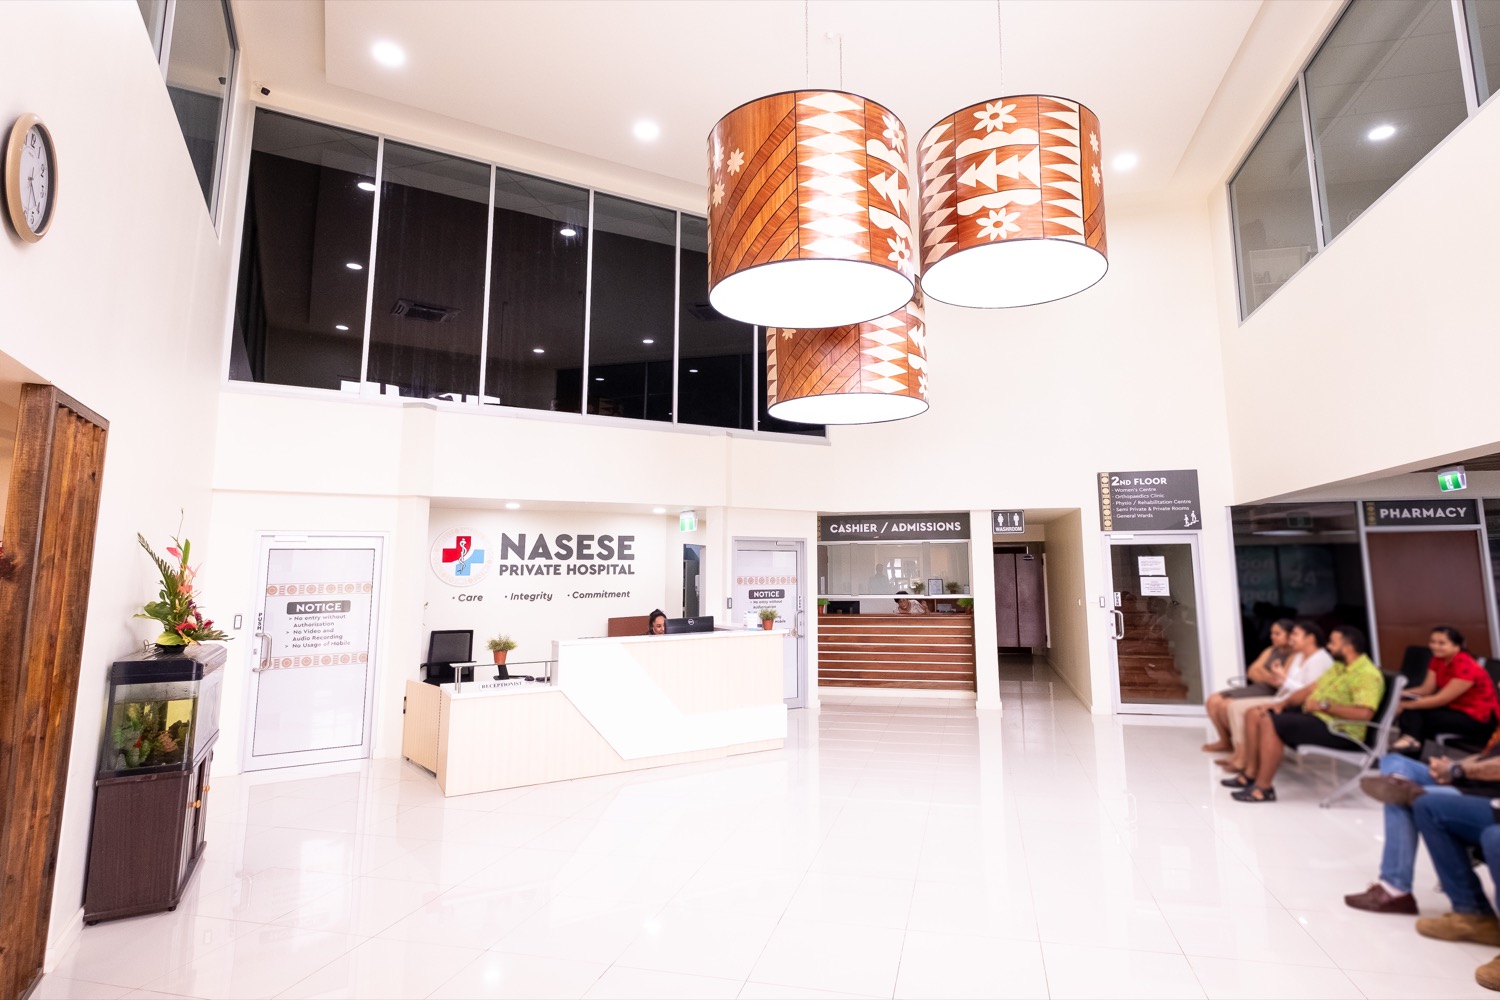 NASESE
PRIVATE HOSPITAL
• Care • Integrity • Commitment
NOTICE
➢ No entry without
Authorisation
➢ No Video and
Audio Recording
➢ No Usage of Mobile
PUSH
RECEPTIONIST
NOTICE
No entry without
Authorisation
CASHIER / ADMISSIONS
WASHROOM
2ND FLOOR
- Women's Centre
- Orthopaedics Clinic
- Physio / Rehabilitation Centre
- Semi Private & Private Rooms
- General Wards
PUSH
PHARMACY